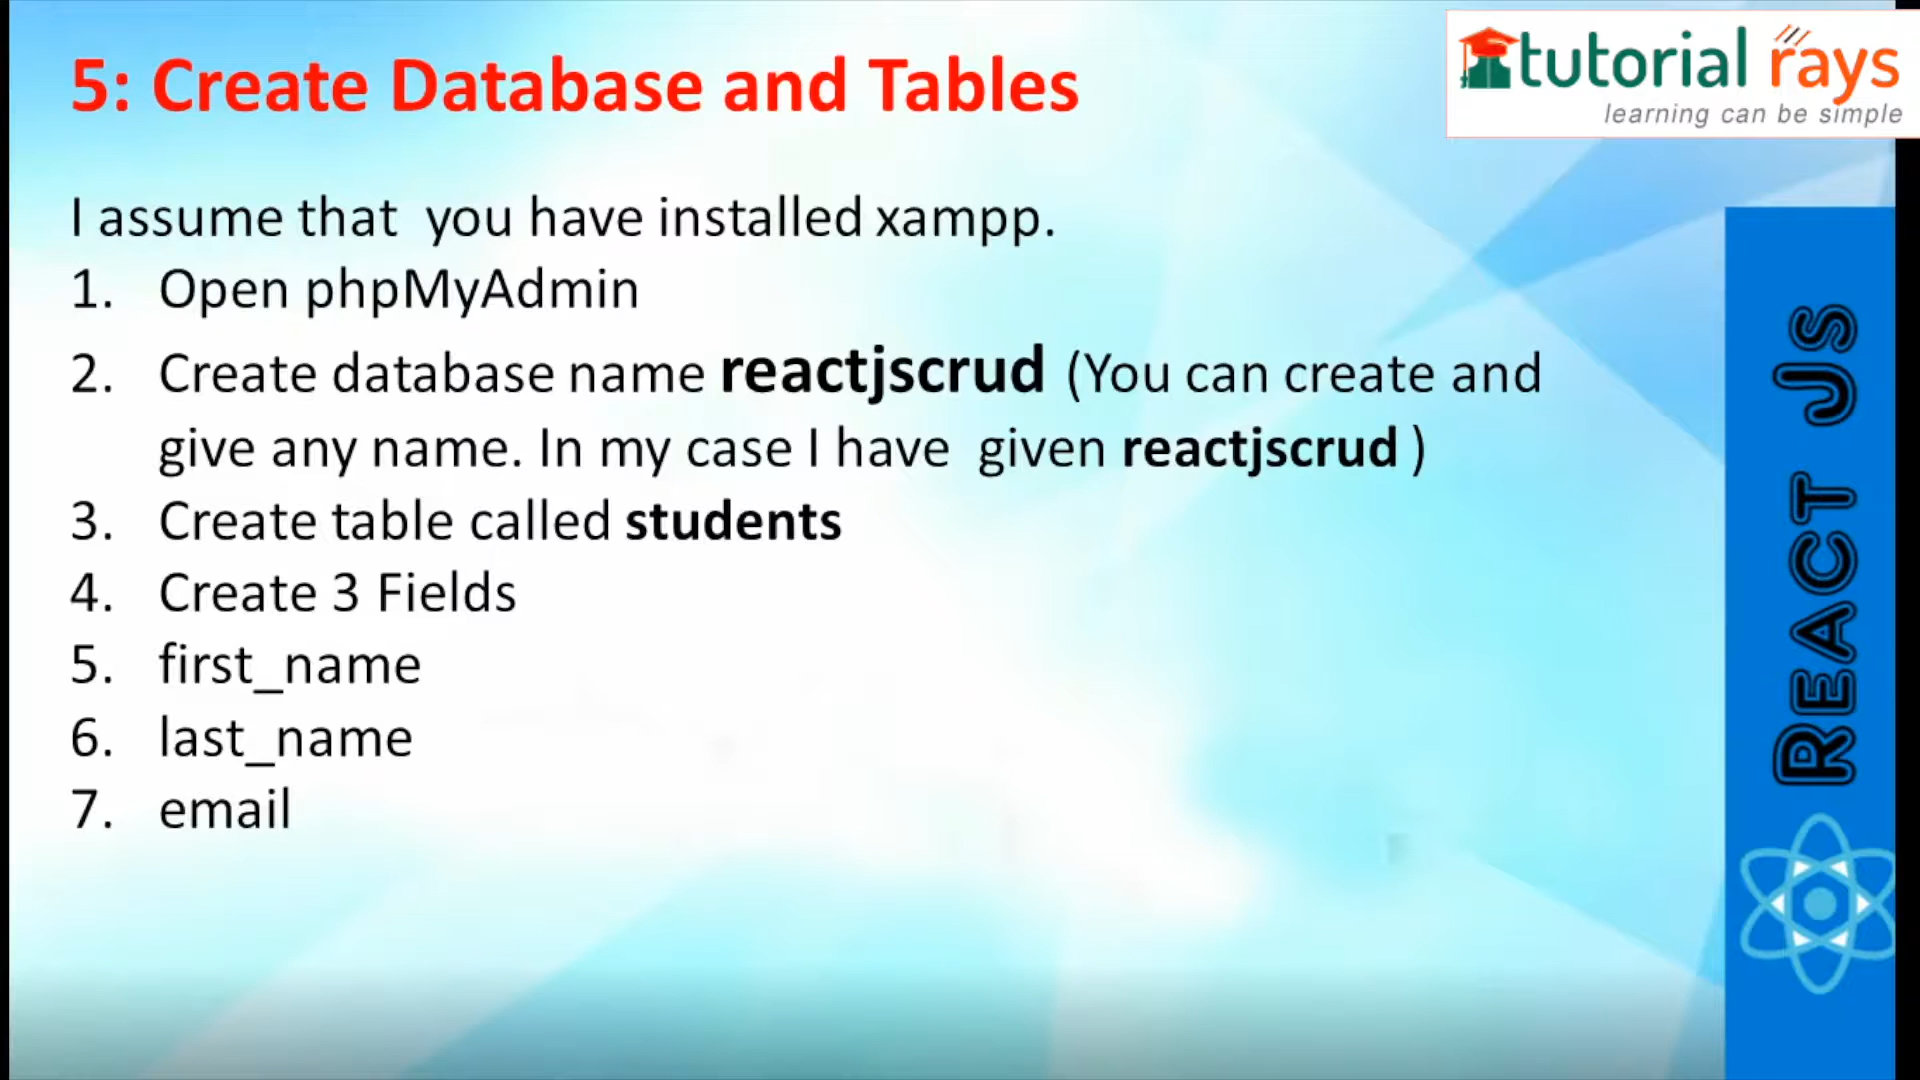 5: Create Database and Tables
tutorial rays
learning can be simple
I assume that  you have installed xampp.
1. Open phpMyAdmin
2. Create database name reactjscrud (You can create and
give any name. In my case I have  given reactjscrud )
3. Create table called students
4. Create 3 Fields
5. first_name
6. last_name
7. email
REACT JS